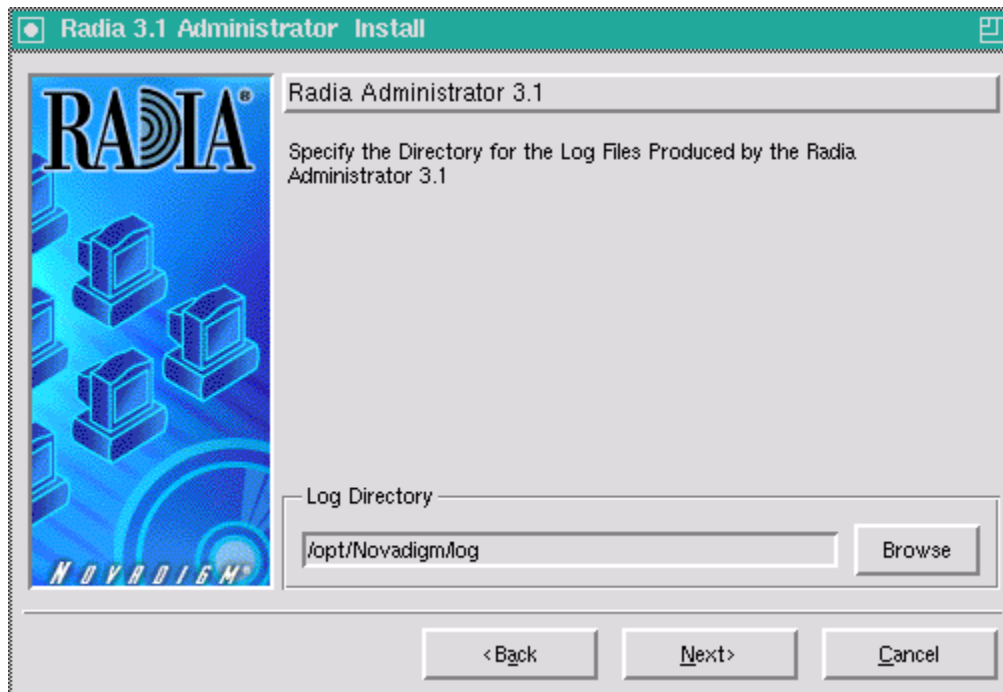 Radia 3.1 Administrator Install
RADIA®
Radia Administrator 3.1
Specify the Directory for the Log Files Produced by the Radia
Administrator 3.1
Log Directory
/opt/Novadigm/log
Browse
NOVADIGM®
<Back
Next>
Cancel